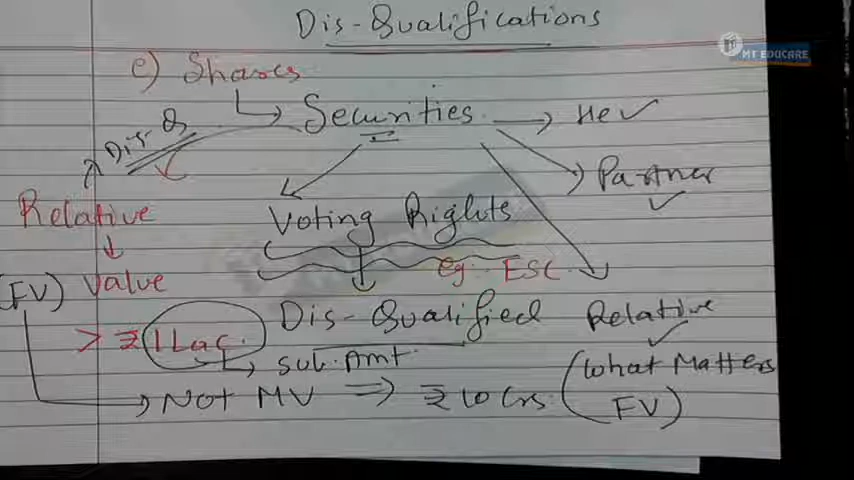 Dis-Qualifications
MT EDUCARE
e) Shares
Securities → He ✓
Dis-Q
Partner ✓
Relative
Voting Rights
eg. ESC
(FV) Value
Dis-Qualified
Relative ✓
> ₹ 1 Lac.
Sub. Amt.
(What Matters
Not MV ⇒ ₹ 10 Crs.
FV)